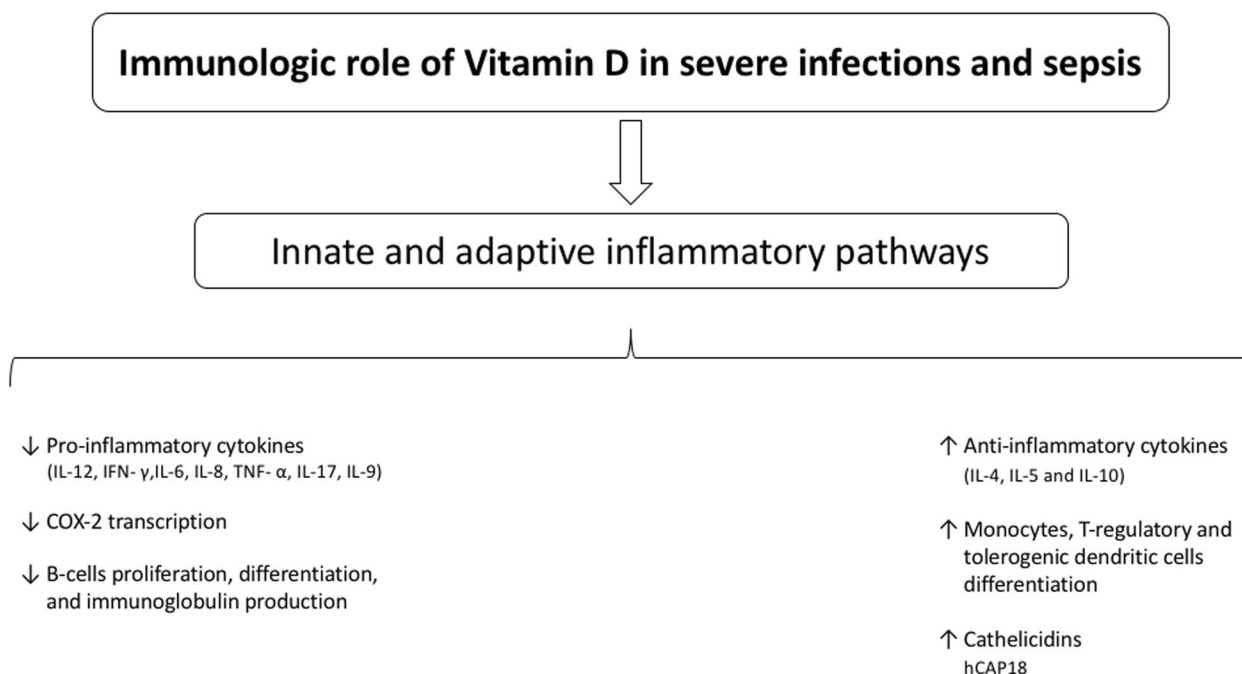 Immunologic role of Vitamin D in severe infections and sepsis
Innate and adaptive inflammatory pathways
↓ Pro-inflammatory cytokines
(IL-12, IFN- γ,IL-6, IL-8, TNF- α, IL-17, IL-9)
↓ COX-2 transcription
↓ B-cells proliferation, differentiation,
and immunoglobulin production
↑ Anti-inflammatory cytokines
(IL-4, IL-5 and IL-10)
↑ Monocytes, T-regulatory and
tolerogenic dendritic cells
differentiation
↑ Cathelicidins
hCAP18